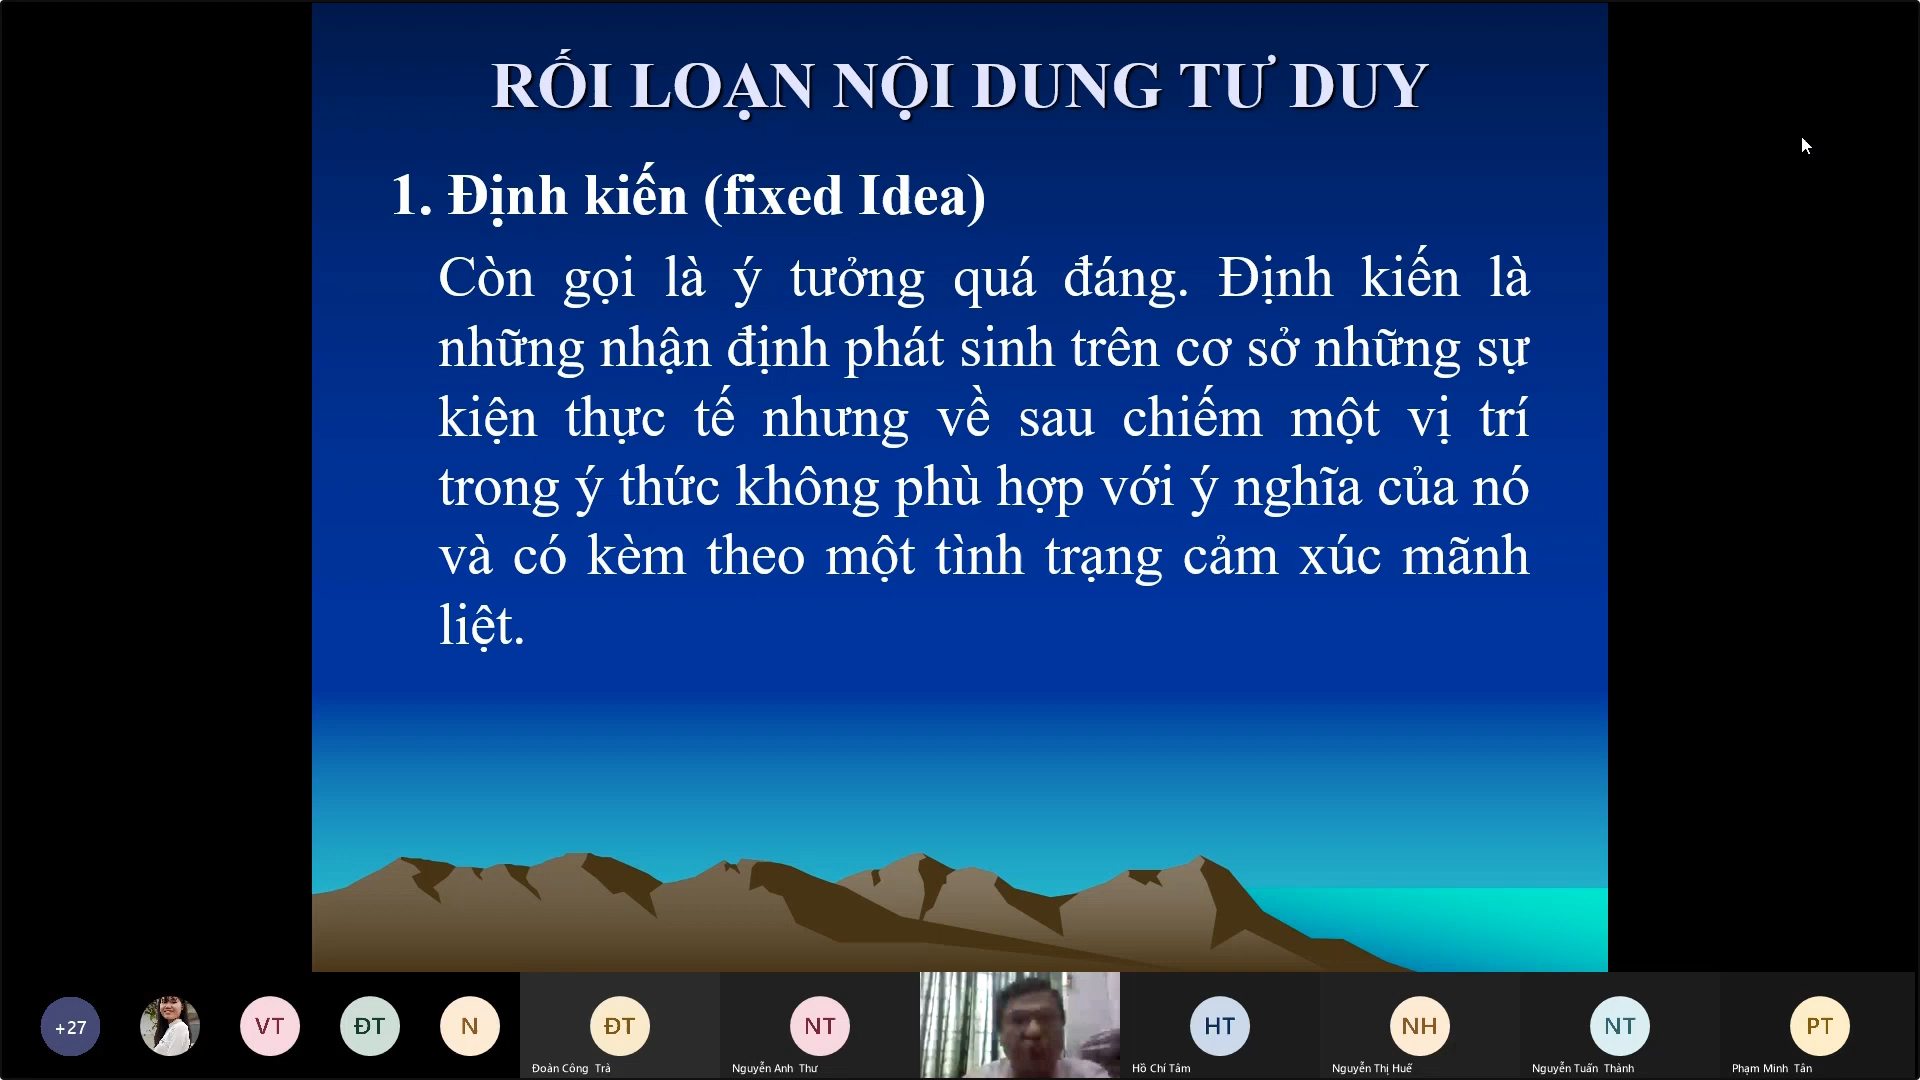 RỐI LOẠN NỘI DUNG TƯ DUY
1. Định kiến (fixed Idea)
Còn gọi là ý tưởng quá đáng. Định kiến là
những nhận định phát sinh trên cơ sở những sự
kiện thực tế nhưng về sau chiếm một vị trí
trong ý thức không phù hợp với ý nghĩa của nó
và có kèm theo một tình trạng cảm xúc mãnh
liệt.
+27
VT
ĐT
N
ĐT
NT
HT
NH
NT
PT
Đoàn Công Trà
Nguyễn Anh Thư
Hồ Chí Tâm
Nguyễn Thị Huế
Nguyễn Tuấn Thành
Phạm Minh Tân